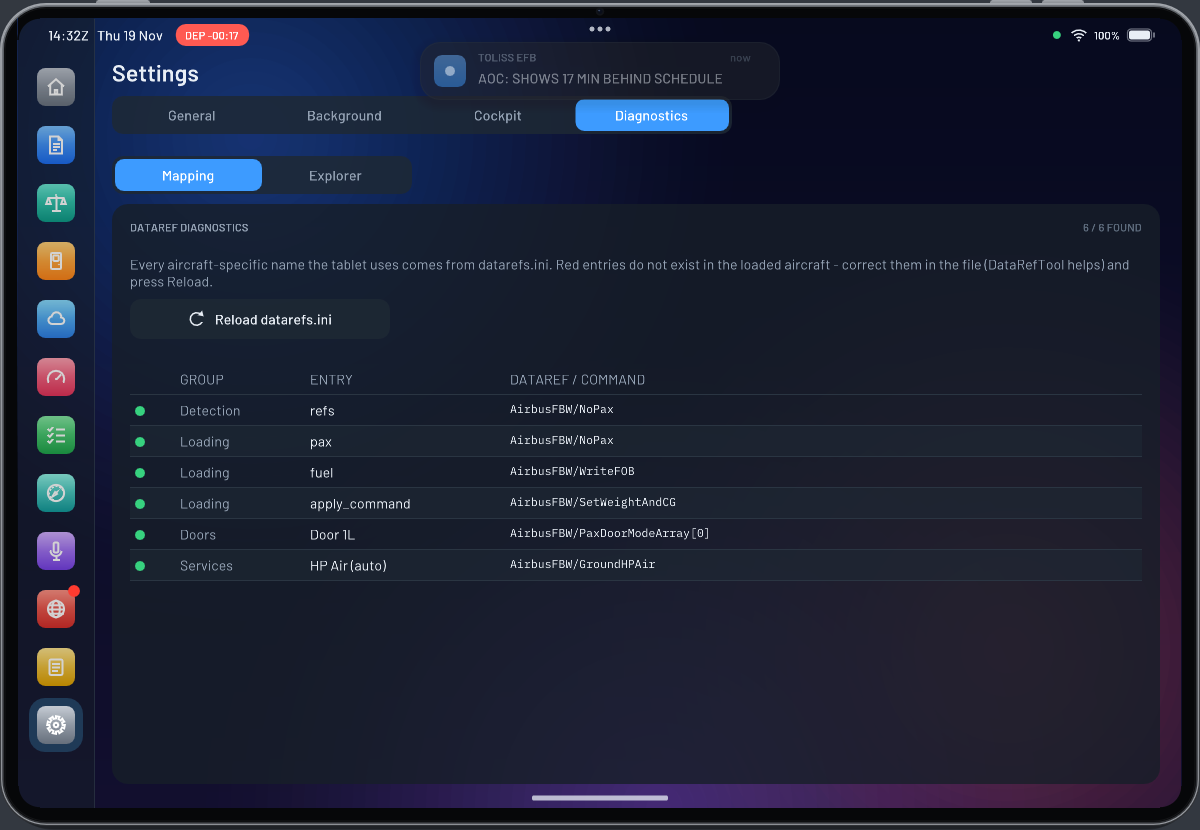 14:32Z Thu 19 Nov DEP -00:17
100%
TOLISS EFB now
AOC: SHOWS 17 MIN BEHIND SCHEDULE
Settings
General Background Cockpit Diagnostics
Mapping Explorer
DATAREF DIAGNOSTICS 6 / 6 FOUND
Every aircraft-specific name the tablet uses comes from datarefs.ini. Red entries do not exist in the loaded aircraft - correct them in the file (DataRefTool helps) and
press Reload.
Reload datarefs.ini
GROUP ENTRY DATAREF / COMMAND
Detection refs AirbusFBW/NoPax
Loading pax AirbusFBW/NoPax
Loading fuel AirbusFBW/WriteFOB
Loading apply_command AirbusFBW/SetWeightAndCG
Doors Door 1L AirbusFBW/PaxDoorModeArray[0]
Services HP Air (auto) AirbusFBW/GroundHPAir